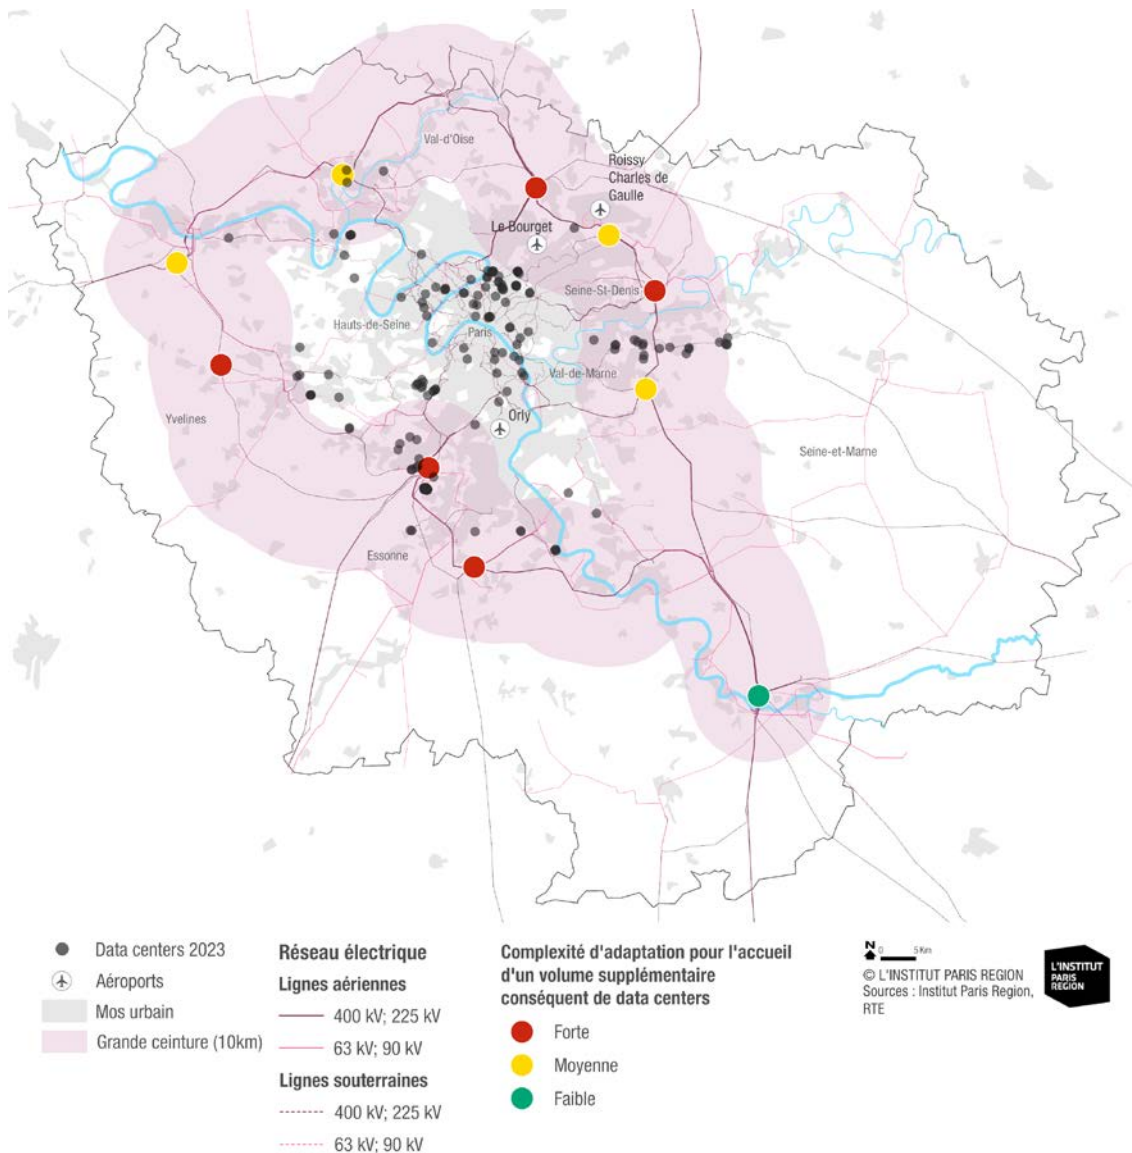 Val-d'Oise
Roissy
Charles de
Gaulle
Le Bourget
Seine-St-Denis
Hauts-de-Seine
Paris
Val-de-Marne
Orly
Yvelines
Seine-et-Marne
Essonne
Data centers 2023
Aéroports
Mos urbain
Grande ceinture (10km)
Réseau électrique
Lignes aériennes
400 kV; 225 kV
63 kV; 90 kV
Lignes souterraines
400 kV; 225 kV
63 kV; 90 kV
Complexité d'adaptation pour l'accueil
d'un volume supplémentaire
conséquent de data centers
Forte
Moyenne
Faible
N
0 5 Km
© L'INSTITUT PARIS REGION
Sources : Institut Paris Region,
RTE
L'INSTITUT
PARIS
REGION